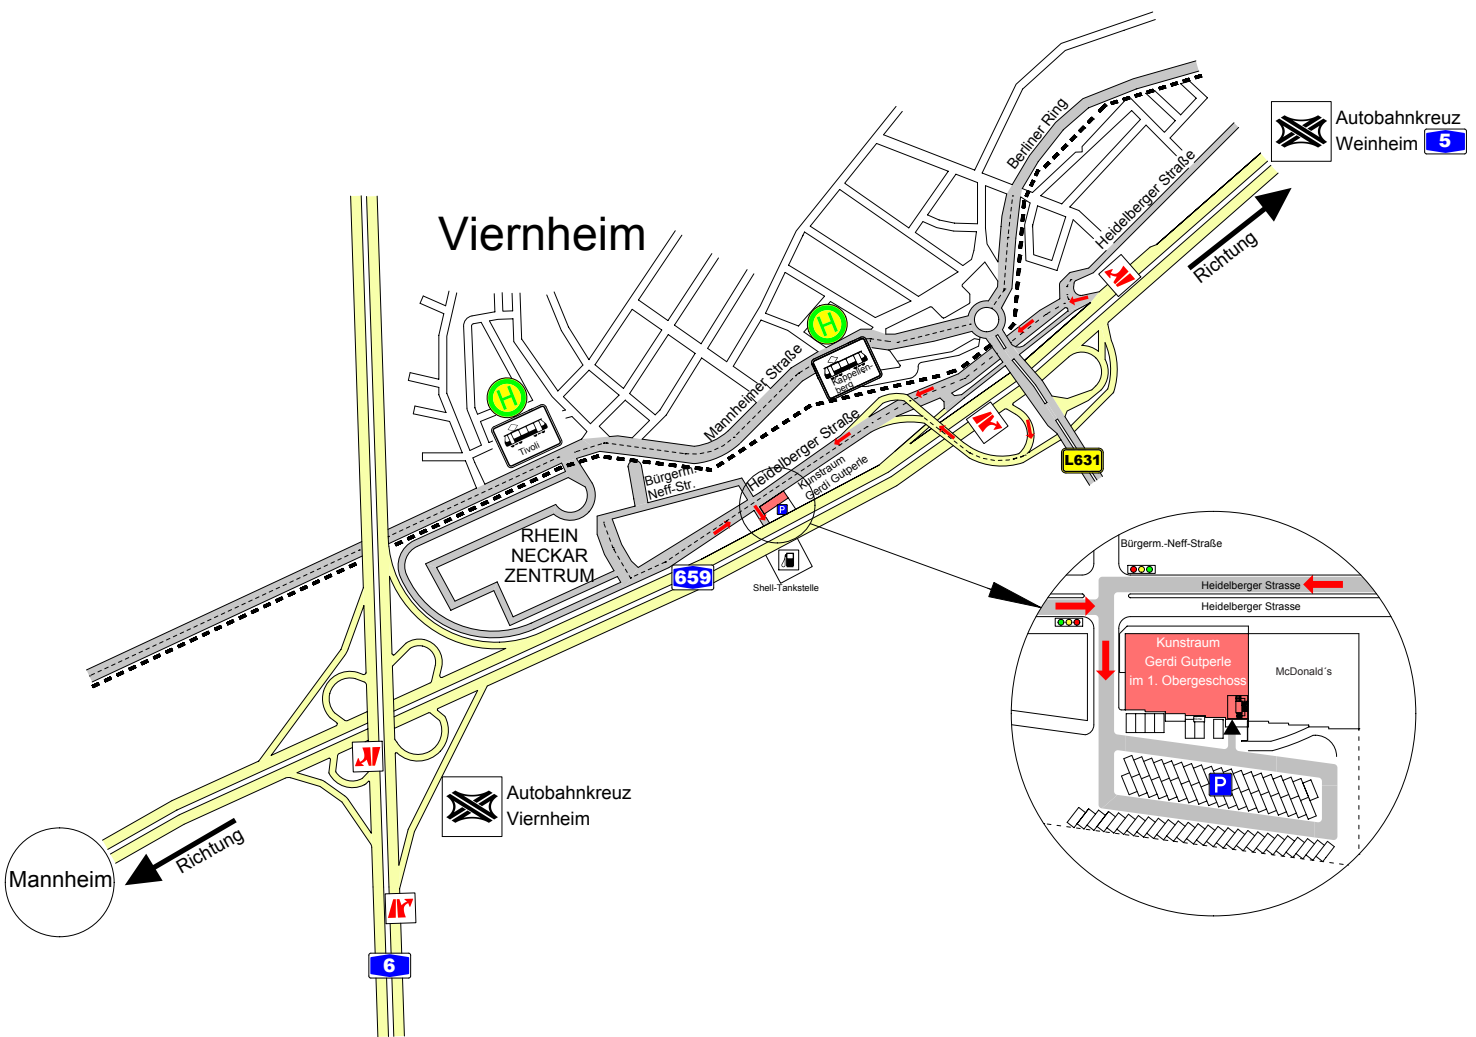 Autobahnkreuz
Weinheim 5
Richtung
Berliner Ring
Heidelberger Straße
Viernheim
H
Kappellen-
berg
H
Tivoli
Mannheimer Straße
Heidelberger Straße
Kunstraum
Gerdi Gutperle
P
Bürgerm.
Neff-Str.
L631
RHEIN
NECKAR
ZENTRUM
659
Shell-Tankstelle
Bürgerm.-Neff-Straße
Heidelberger Strasse
Heidelberger Strasse
Kunstraum
Gerdi Gutperle
im 1. Obergeschoss
McDonald´s
P
Autobahnkreuz
Viernheim
Richtung
Mannheim
6